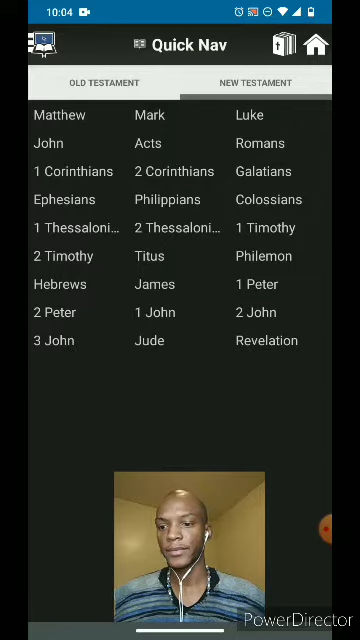 10:04
Quick Nav
OLD TESTAMENT NEW TESTAMENT
Matthew Mark Luke
John Acts Romans
1 Corinthians 2 Corinthians Galatians
Ephesians Philippians Colossians
1 Thessaloni... 2 Thessaloni... 1 Timothy
2 Timothy Titus Philemon
Hebrews James 1 Peter
2 Peter 1 John 2 John
3 John Jude Revelation
PowerDirector